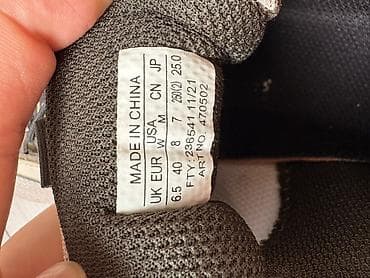 MADE IN CHINA
UK EUR USA CN JP
W M
6.5 40 8 7 250(2) 25.0
FTY: 236541 11/21
ART NO. 470502